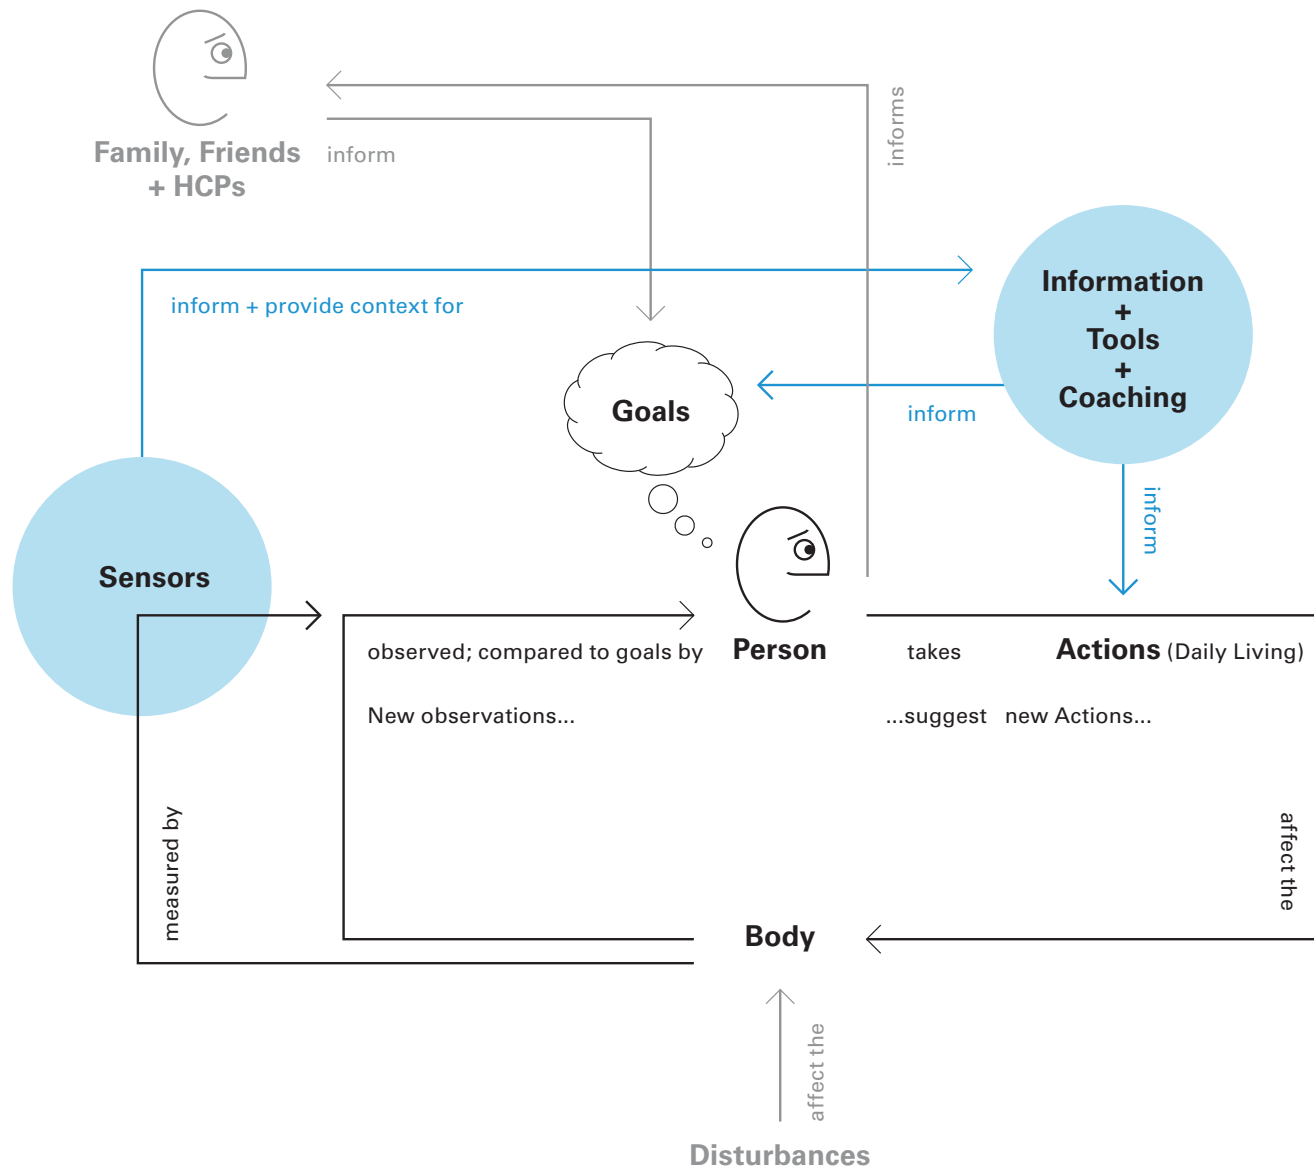 Family, Friends
+ HCPs
inform
informs
inform + provide context for
Information
+
Tools
+
Coaching
Goals
inform
inform
Sensors
observed; compared to goals by
Person
takes
Actions (Daily Living)
New observations...
...suggest new Actions...
measured by
affect the
Body
affect the
Disturbances